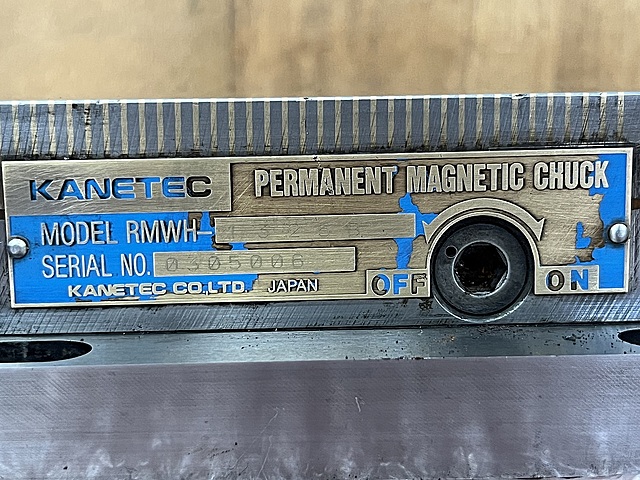 KANETEC
PERMANENT MAGNETIC CHUCK
MODEL RMWH-
SERIAL NO. 0305006
KANETEC CO.,LTD. JAPAN
OFF ON